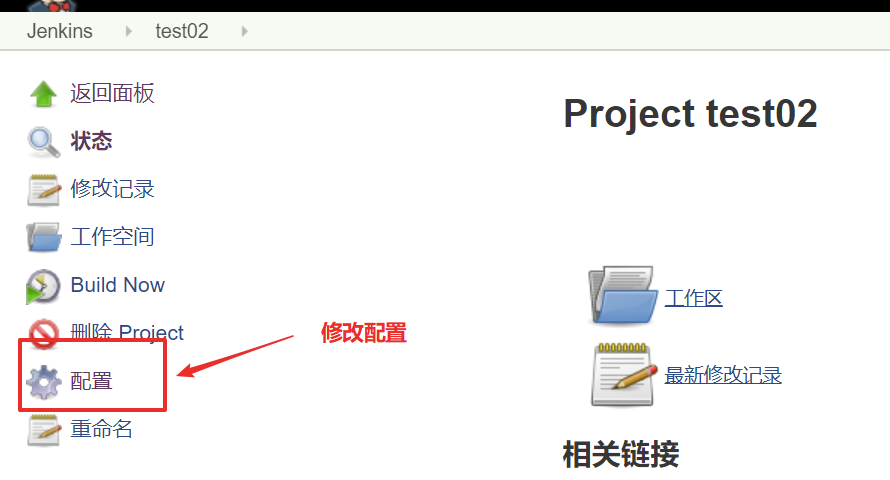 Jenkins test02
返回面板
状态
修改记录
工作空间
Build Now
删除 Project
配置
重命名
修改配置
Project test02
工作区
最新修改记录
相关链接